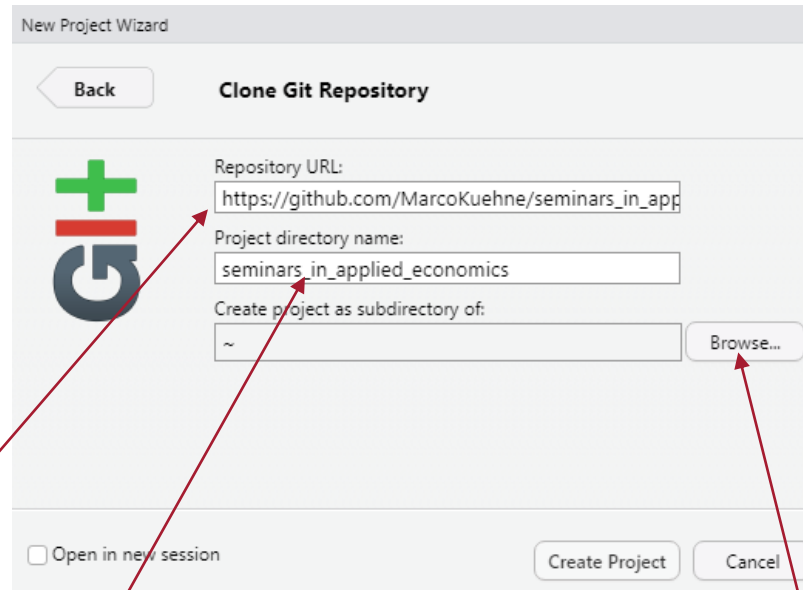 New Project Wizard
Back
Clone Git Repository
Repository URL:
https://github.com/MarcoKuehne/seminars_in_app
Project directory name:
seminars_in_applied_economics
Create project as subdirectory of:
~
Browse...
GIt
Open in new session
Create Project
Cancel